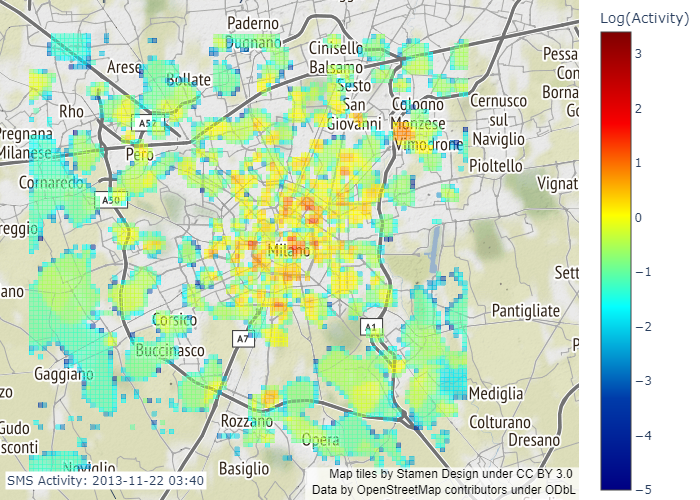 Log(Activity)
Paderno
Dugnano
Cinisello
Balsamo
Arese
Bollate
Sesto
San
Giovanni
Cologno
Monzese
Cernusco
sul
Naviglio
Pessa
Con
Borna
Go
Rho
A52
Vimodrone
Pioltello
Pregnana
Milanese
Pero
Cornaredo
A50
Vignat
reggio
Milano
Sett
ano
Pantigliate
Corsico
A7
A1
Buccinasco
P
Gaggiano
Mediglia
zo
Rozzano
Colturano
Dresano
Gudo
sconti
Opera
Noviglio
Basiglio
SMS Activity: 2013-11-22 03:40
Map tiles by Stamen Design under CC BY 3.0
Data by OpenStreetMap contributors under ODbL
3
2
1
0
−1
−2
−3
−4
−5